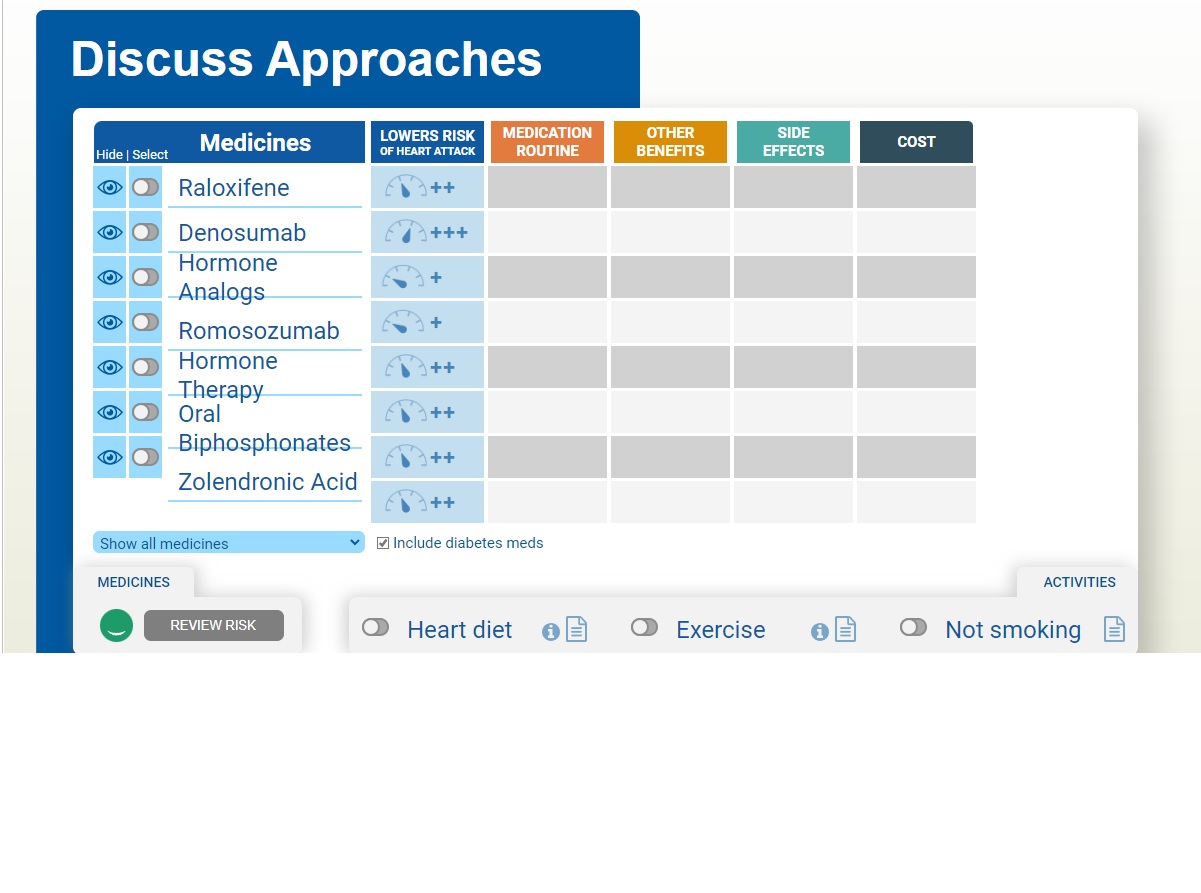 Discuss Approaches
Hide | Select
Medicines
LOWERS RISK
OF HEART ATTACK
MEDICATION
ROUTINE
OTHER
BENEFITS
SIDE
EFFECTS
COST
Raloxifene
++
Denosumab
+++
Hormone
Analogs
+
Romosozumab
+
Hormone
Therapy
++
Oral
Biphosphonates
++
Zolendronic Acid
++
++
Show all medicines
Include diabetes meds
MEDICINES
ACTIVITIES
REVIEW RISK
Heart diet
Exercise
Not smoking